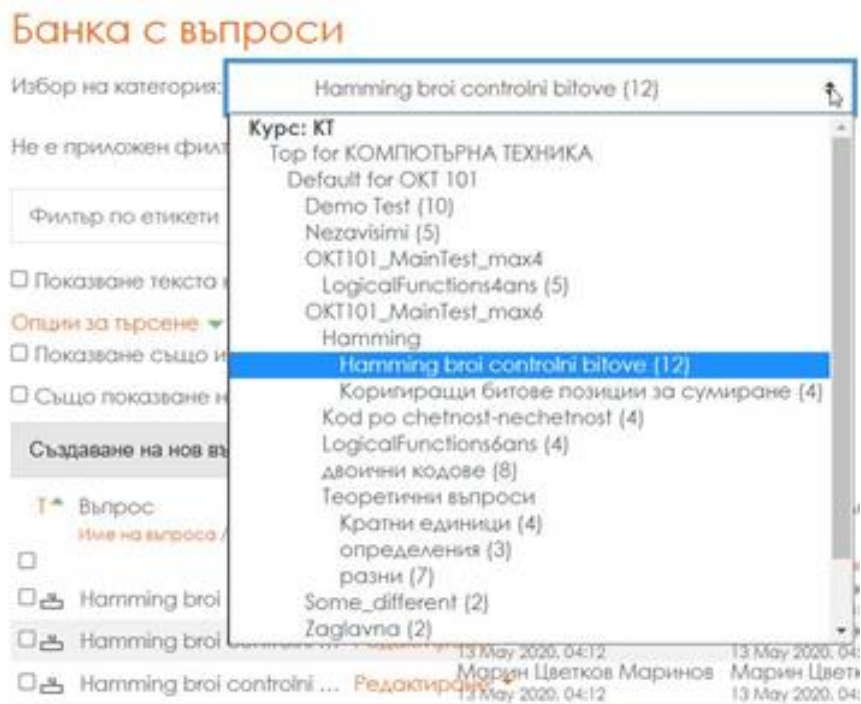 Банка с въпроси
Избор на категория: Hamming broi controlni bitove (12)
Не е приложен филт
Филтър по етикети
Показване текста
Опции за търсене
Показване също и
Също показване н
Създаване на нов въ
Курс: КТ
Top for КОМПЮТЪРНА ТЕХНИКА
Default for OKT 101
Demo Test (10)
Nezavisimi (5)
OKT101_MainTest_max4
LogicalFunctions4ans (5)
OKT101_MainTest_max6
Hamming
Hamming broi controlni bitove (12)
Коригиращи битове позиции за сумиране (4)
Kod po chetnost-nechetnost (4)
LogicalFunctions6ans (4)
двоични кодове (8)
Теоретични въпроси
Кратни единици (4)
определения (3)
разни (7)
Some_different (2)
Zaglavna (2)
Т Въпрос
Име на въпроса /
Hamming broi
Hamming broi
13 May 2020, 04:12 13 May 2020, 04:
Hamming broi controlni ... Редактиране Марин Цветков Маринов Марин Цветк
13 May 2020, 04:12 13 May 2020, 04: